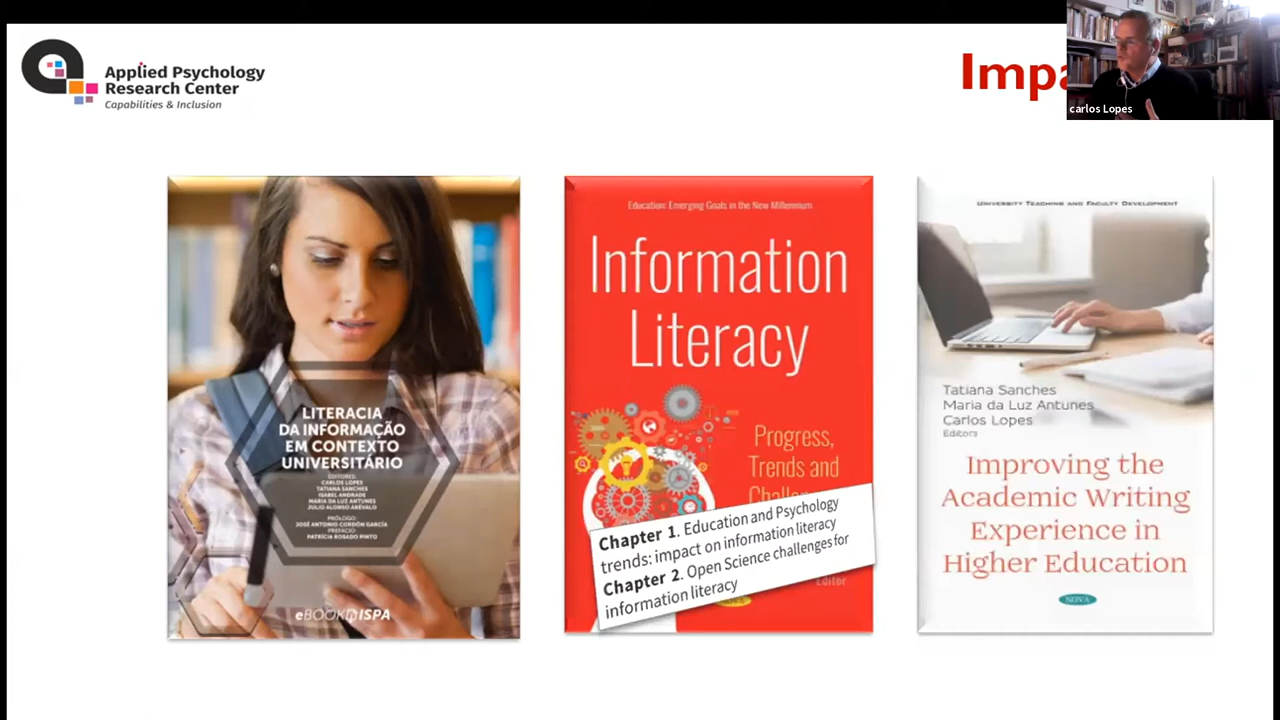 Applied Psychology
Research Center
Capabilities & Inclusion
carlos Lopes
LITERACIA
DA INFORMAÇÃO
EM CONTEXTO
UNIVERSITÁRIO
EDITORES:
CARLOS LOPES
TATIANA SANCHES
ISABEL ANDRADE
MARIA DA LUZ ANTUNES
JULIO ALONSO ARÉVALO
PRÓLOGO:
JOSÉ ANTONIO CORDÓN GARCÍA
PREFÁCIO:
PATRÍCIA ROSADO PINTO
eBOOK ISPA
Education: Emerging Goals in the New Millennium
Information
Literacy
Progress,
Trends and
Chapter 1. Education and Psychology
trends: impact on information literacy
Chapter 2. Open Science challenges for
information literacy
Editor
University Teaching and Faculty Development
Tatiana Sanches
Maria da Luz Antunes
Carlos Lopes
Editors
Improving the
Academic Writing
Experience in
Higher Education
NOVA